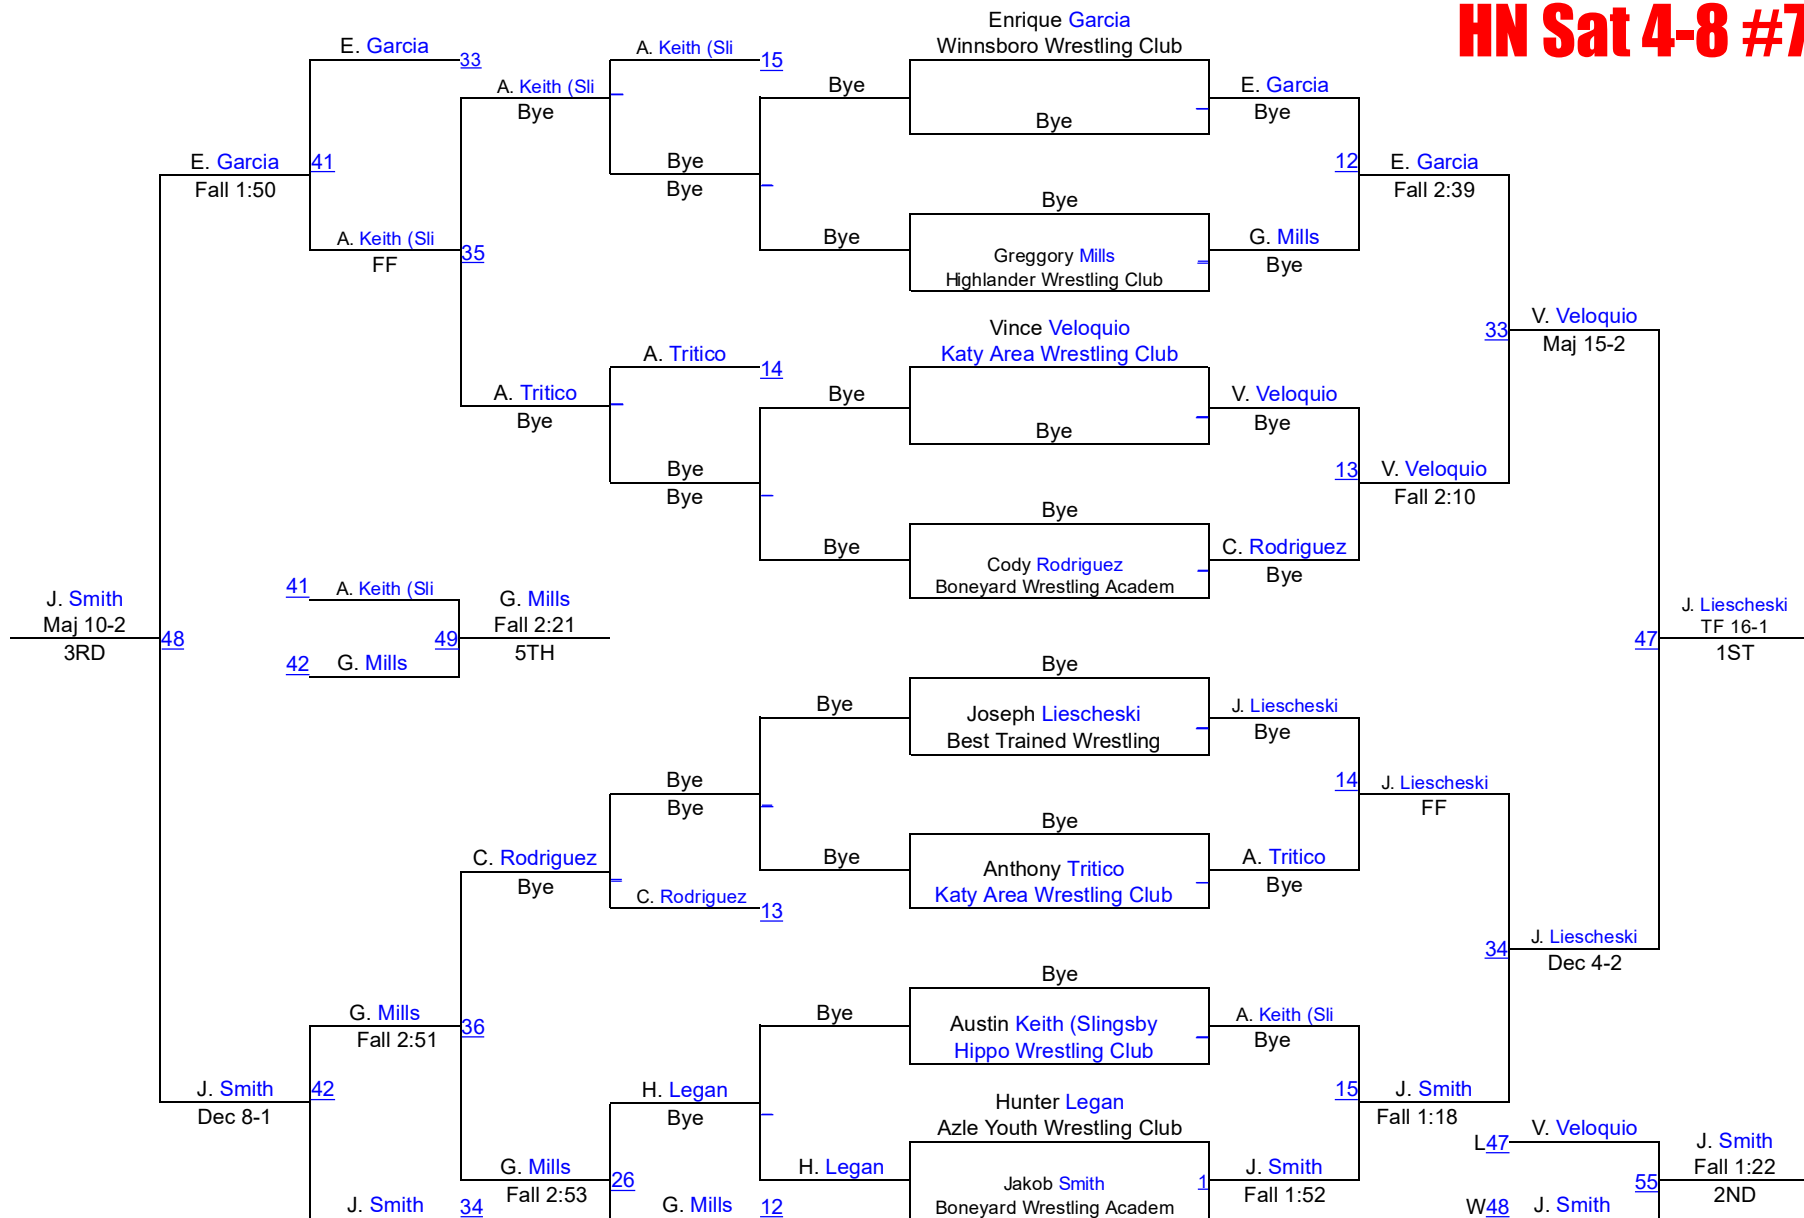 HN Sat 4-8 #7
Enrique Garcia
Winnsboro Wrestling Club
E. Garcia
33
A. Keith (Sli
15
A. Keith (Sli
Bye
Bye
Bye
E. Garcia
Bye
E. Garcia
Fall 1:50
41
Bye
Bye
12
E. Garcia
Fall 2:39
A. Keith (Sli
FF
35
Bye
Bye
Greggory Mills
Highlander Wrestling Club
G. Mills
Bye
Vince Veloquio
Katy Area Wrestling Club
33
V. Veloquio
Maj 15-2
A. Tritico
14
A. Tritico
Bye
Bye
Bye
V. Veloquio
Bye
Bye
Bye
13
V. Veloquio
Fall 2:10
Bye
Bye
Cody Rodriguez
Boneyard Wrestling Academ
C. Rodriguez
Bye
J. Smith
Maj 10-2
3RD
48
41
A. Keith (Sli
42
G. Mills
49
G. Mills
Fall 2:21
5TH
47
J. Liescheski
TF 16-1
1ST
Bye
Bye
Joseph Liescheski
Best Trained Wrestling
J. Liescheski
Bye
Bye
Bye
14
J. Liescheski
FF
Bye
C. Rodriguez
Bye
Bye
Anthony Tritico
Katy Area Wrestling Club
A. Tritico
Bye
C. Rodriguez
13
34
J. Liescheski
Dec 4-2
Bye
G. Mills
Fall 2:51
36
Bye
Austin Keith (Slingsby
Hippo Wrestling Club
A. Keith (Sli
Bye
J. Smith
Dec 8-1
42
H. Legan
Bye
Hunter Legan
Azle Youth Wrestling Club
15
J. Smith
Fall 1:18
L47
V. Veloquio
J. Smith
Fall 1:22
2ND
55
G. Mills
Fall 2:53
26
H. Legan
Jakob Smith
Boneyard Wrestling Academ
1
J. Smith
Fall 1:52
J. Smith
34
G. Mills
12
W48
J. Smith